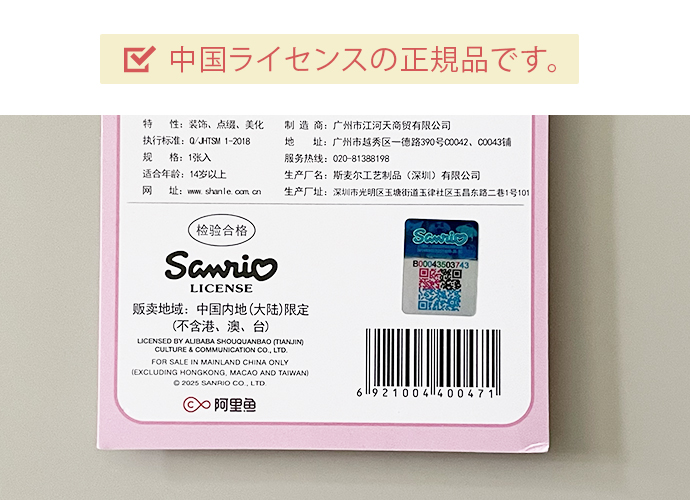 中国ライセンスの正規品です。
特　性：装饰、点缀、美化
执行标准：Q/JHTSM 1-2018
规　格：1张入
适合年龄：14岁以上
网　址：www.shanle.com.cn
制 造 商：广州市江河天商贸有限公司
地　址：广州市越秀区一德路390号C0042、C0043铺
服务热线：020-81388198
生产厂名：斯麦尔工艺制品（深圳）有限公司
生产厂址：深圳市光明区玉塘街道玉律社区玉昌东路二巷1号101
检验合格
Sanrio
LICENSE
贩卖地域：中国内地(大陆)限定
(不含港、澳、台)
LICENSED BY ALIBABA SHOUQUANBAO (TIANJIN)
CULTURE & COMMUNICATION CO., LTD.
FOR SALE IN MAINLAND CHINA ONLY
(EXCLUDING HONGKONG, MACAO AND TAIWAN)
© 2025 SANRIO CO., LTD.
阿里鱼
Sanrio
B00043503743
6 921004 400471